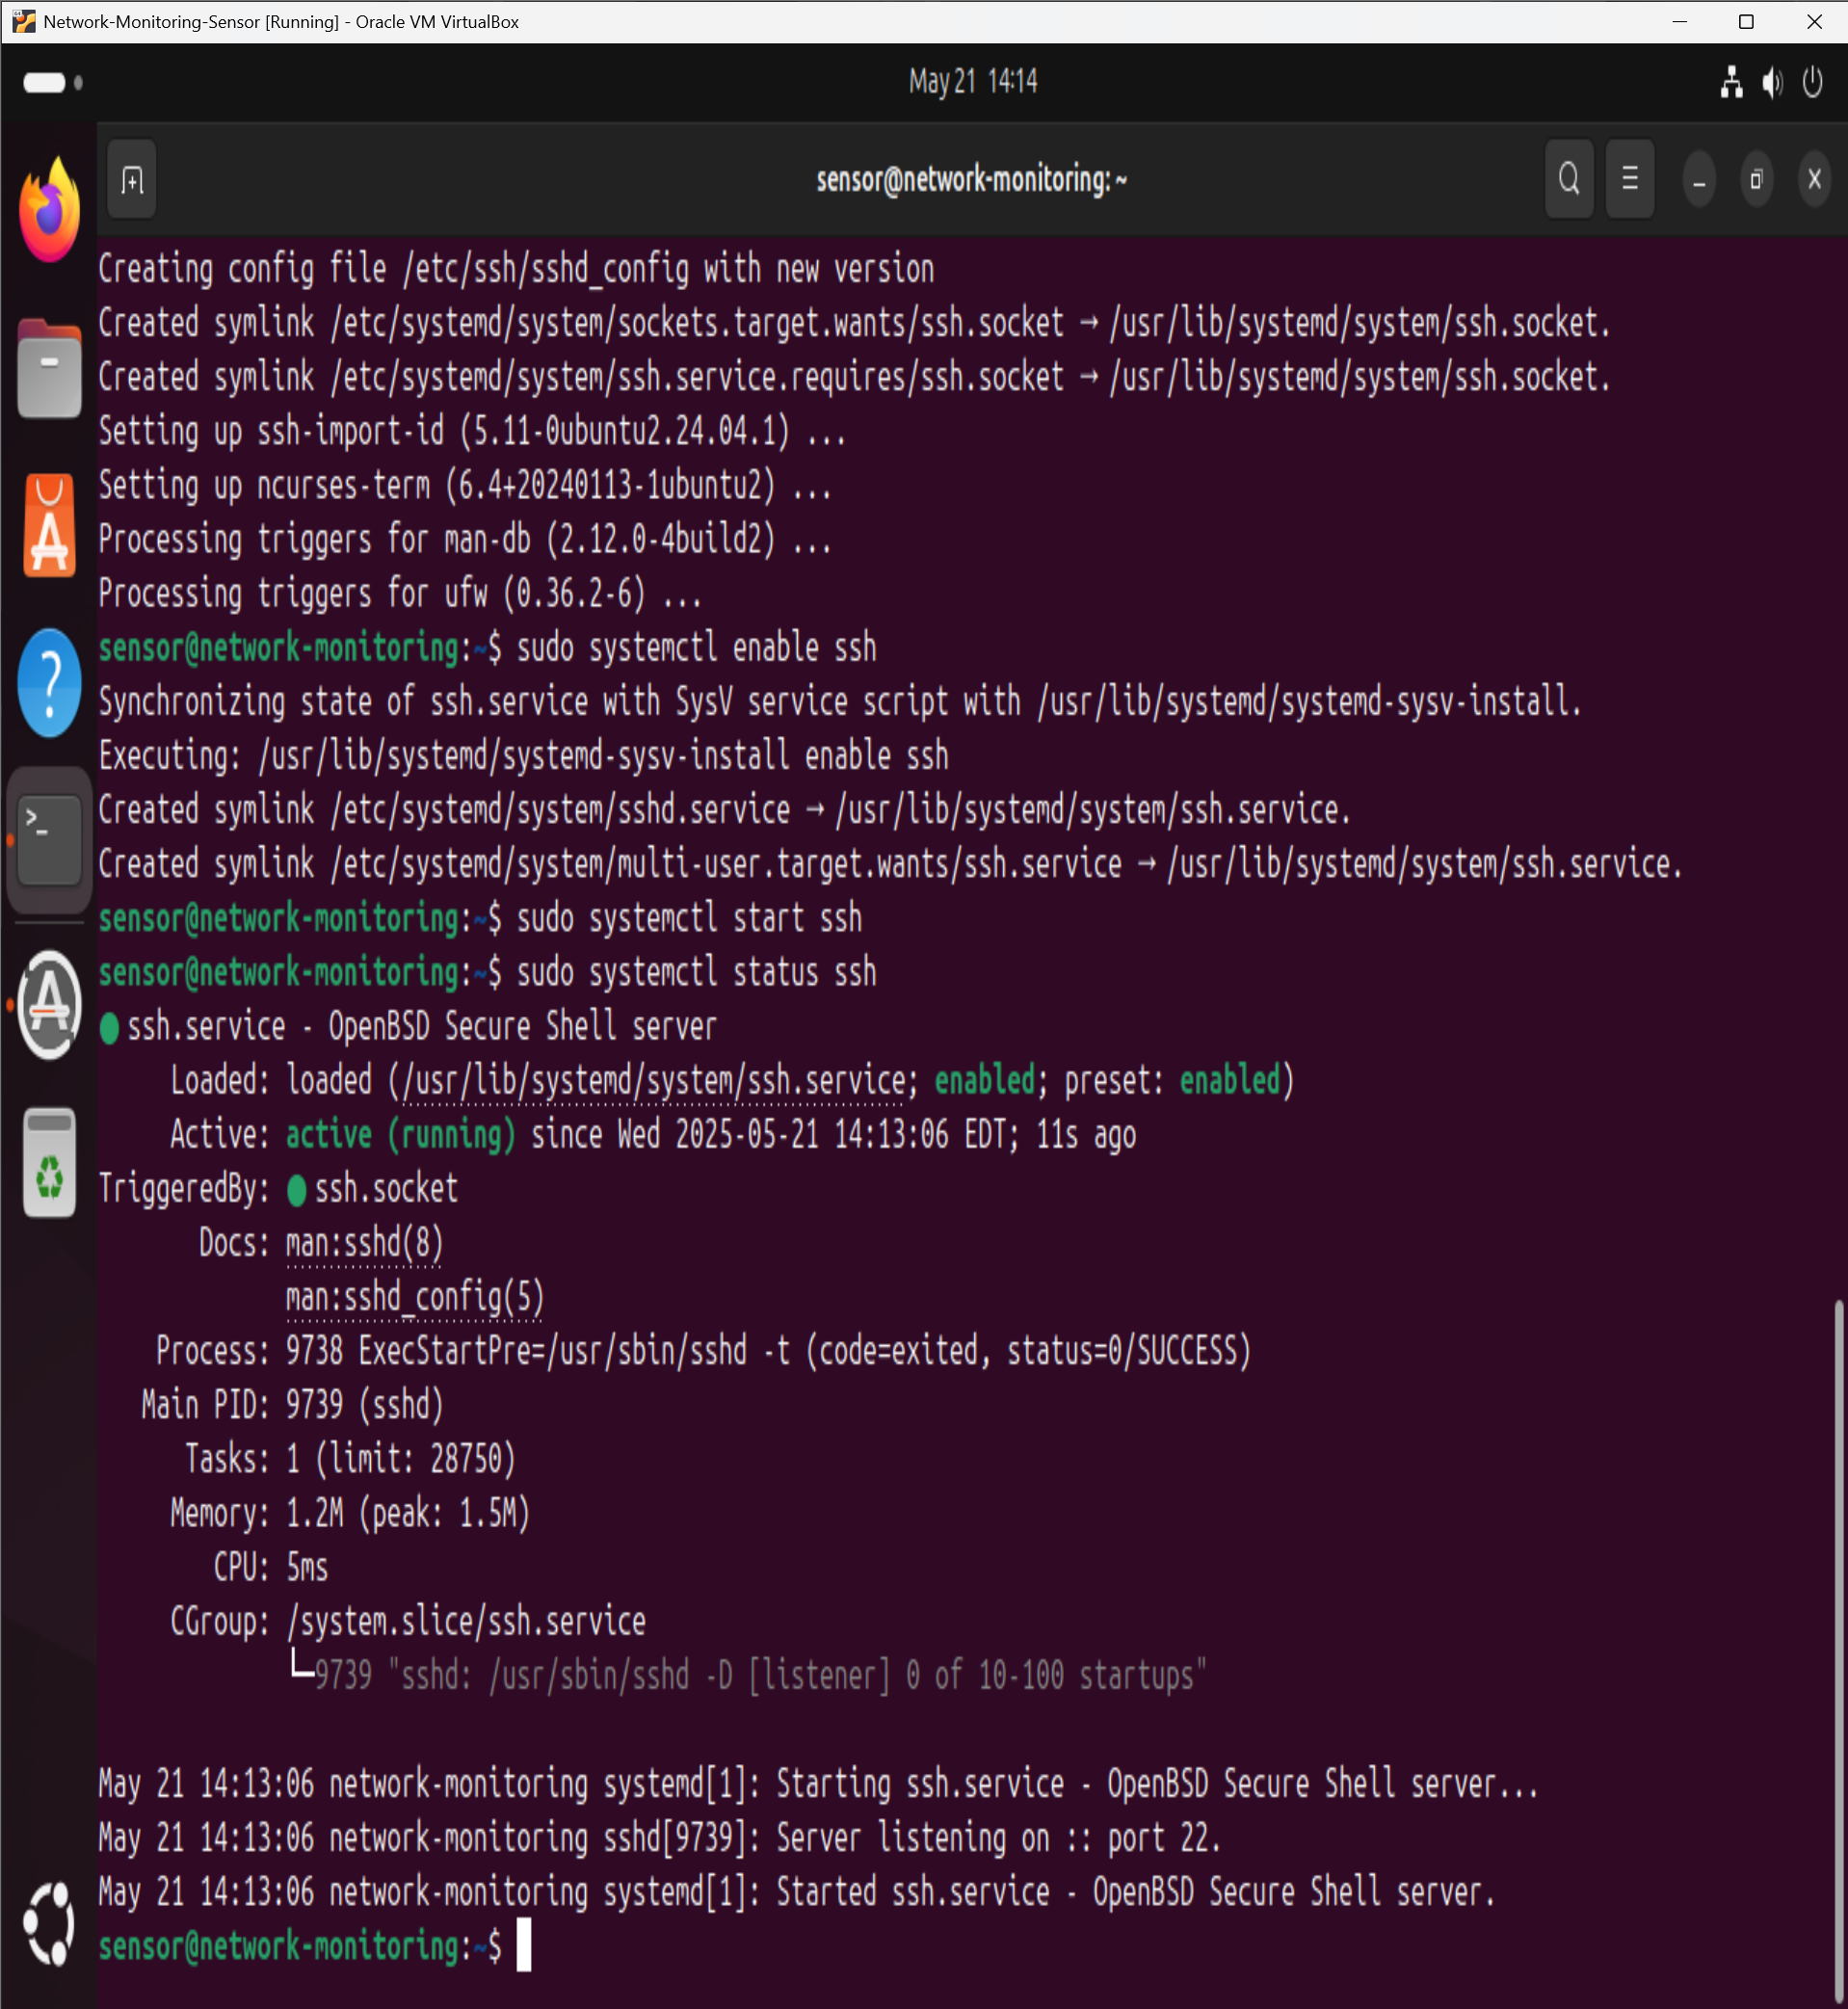 Network-Monitoring-Sensor [Running] - Oracle VM VirtualBox
May 21 14:14
sensor@network-monitoring: ~
Creating config file /etc/ssh/sshd_config with new version
Created symlink /etc/systemd/system/sockets.target.wants/ssh.socket → /usr/lib/systemd/system/ssh.socket.
Created symlink /etc/systemd/system/ssh.service.requires/ssh.socket → /usr/lib/systemd/system/ssh.socket.
Setting up ssh-import-id (5.11-0ubuntu2.24.04.1) ...
Setting up ncurses-term (6.4+20240113-1ubuntu2) ...
Processing triggers for man-db (2.12.0-4build2) ...
Processing triggers for ufw (0.36.2-6) ...
sensor@network-monitoring:~$ sudo systemctl enable ssh
Synchronizing state of ssh.service with SysV service script with /usr/lib/systemd/systemd-sysv-install.
Executing: /usr/lib/systemd/systemd-sysv-install enable ssh
Created symlink /etc/systemd/system/sshd.service → /usr/lib/systemd/system/ssh.service.
Created symlink /etc/systemd/system/multi-user.target.wants/ssh.service → /usr/lib/systemd/system/ssh.service.
sensor@network-monitoring:~$ sudo systemctl start ssh
sensor@network-monitoring:~$ sudo systemctl status ssh
● ssh.service - OpenBSD Secure Shell server
Loaded: loaded (/usr/lib/systemd/system/ssh.service; enabled; preset: enabled)
Active: active (running) since Wed 2025-05-21 14:13:06 EDT; 11s ago
TriggeredBy: ● ssh.socket
Docs: man:sshd(8)
man:sshd_config(5)
Process: 9738 ExecStartPre=/usr/sbin/sshd -t (code=exited, status=0/SUCCESS)
Main PID: 9739 (sshd)
Tasks: 1 (limit: 28750)
Memory: 1.2M (peak: 1.5M)
CPU: 5ms
CGroup: /system.slice/ssh.service
└─9739 "sshd: /usr/sbin/sshd -D [listener] 0 of 10-100 startups"
May 21 14:13:06 network-monitoring systemd[1]: Starting ssh.service - OpenBSD Secure Shell server...
May 21 14:13:06 network-monitoring sshd[9739]: Server listening on :: port 22.
May 21 14:13:06 network-monitoring systemd[1]: Started ssh.service - OpenBSD Secure Shell server.
sensor@network-monitoring:~$